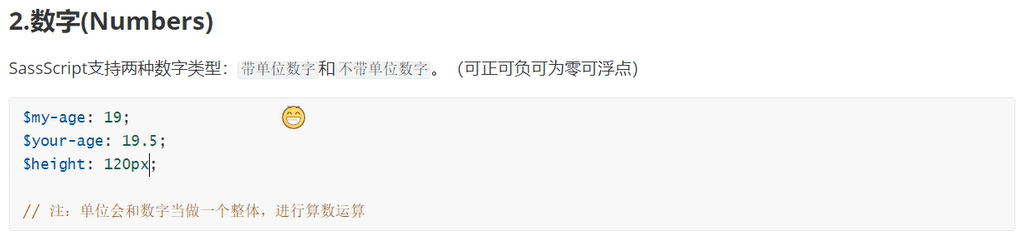 2.数字(Numbers)
SassScript支持两种数字类型：带单位数字和不带单位数字。（可正可负可为零可浮点）
$my-age: 19;
$your-age: 19.5;
$height: 120px;
// 注：单位会和数字当做一个整体，进行算数运算